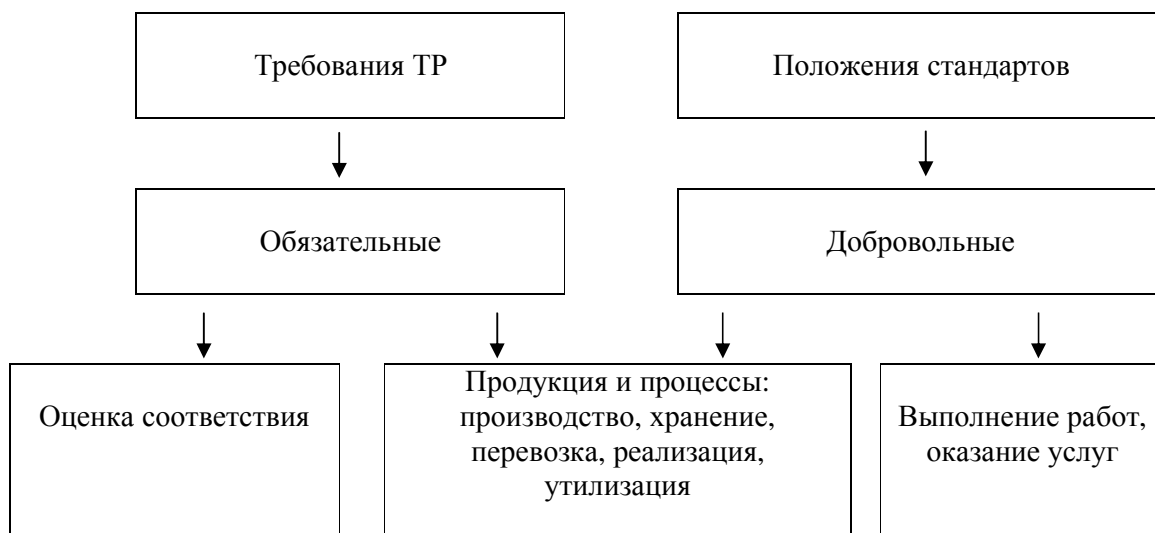 Требования ТР
Положения стандартов
Обязательные
Добровольные
Оценка соответствия
Продукция и процессы:
производство, хранение,
перевозка, реализация,
утилизация
Выполнение работ,
оказание услуг